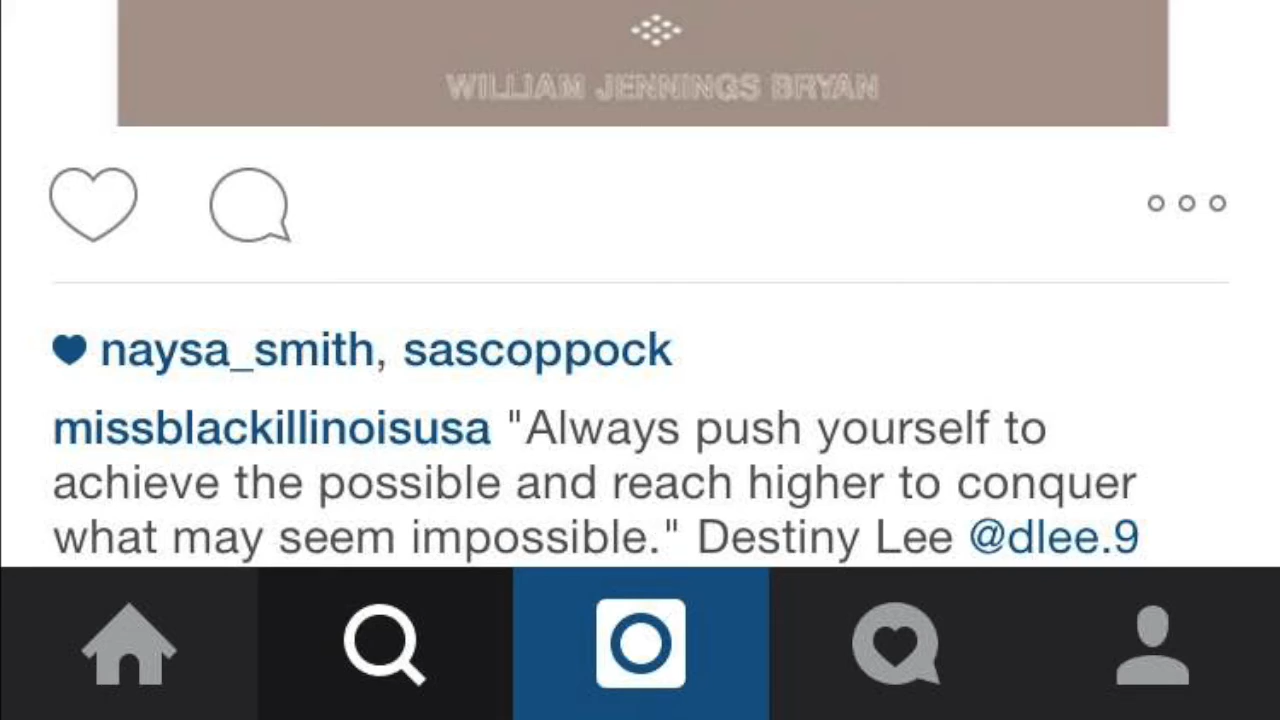 WILLIAM JENNINGS BRYAN
naysa_smith, sascoppock
missblackillinoisusa "Always push yourself to
achieve the possible and reach higher to conquer
what may seem impossible." Destiny Lee @dlee.9